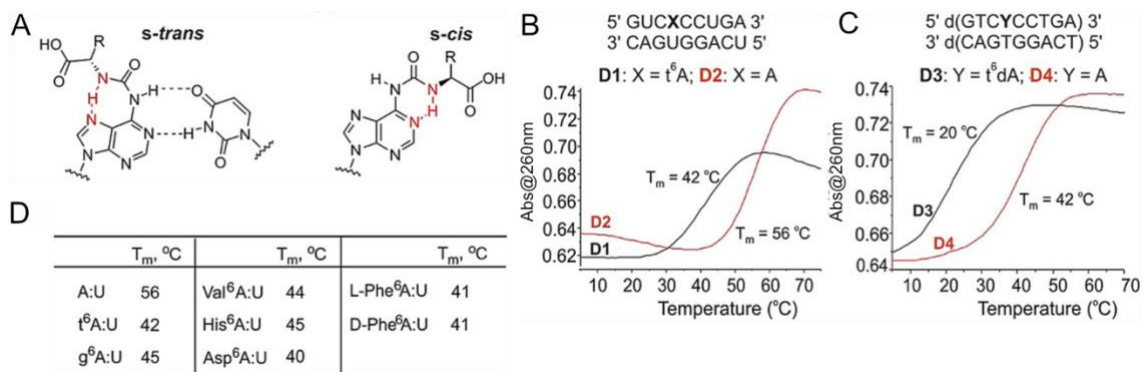 A
s-trans
s-cis
HO
O
R
O
N
H
N
H
O
N
N
N
N
H
N
O
H
N
O
N
H
R
OH
O
N
N
N
N
B
5' GUCXCCUGA 3'
3' CAGUGGACU 5'
D1: X = t⁶A; D2: X = A
0.74
0.72
0.70
0.68
0.66
0.64
0.62
Abs@260nm
Tm = 42 °C
Tm = 56 °C
D2
D1
10 20 30 40 50 60 70
Temperature (°C)
C
5' d(GTCYCCTGA) 3'
3' d(CAGTGGACT) 5'
D3: Y = t⁶dA; D4: Y = A
0.74
0.72
0.70
0.68
0.66
0.64
Abs@260nm
Tm = 20 °C
Tm = 42 °C
D3
D4
10 20 30 40 50 60 70
Temperature (°C)
D
Tm, °C Tm, °C Tm, °C
A:U 56 Val⁶A:U 44 L-Phe⁶A:U 41
t⁶A:U 42 His⁶A:U 45 D-Phe⁶A:U 41
g⁶A:U 45 Asp⁶A:U 40